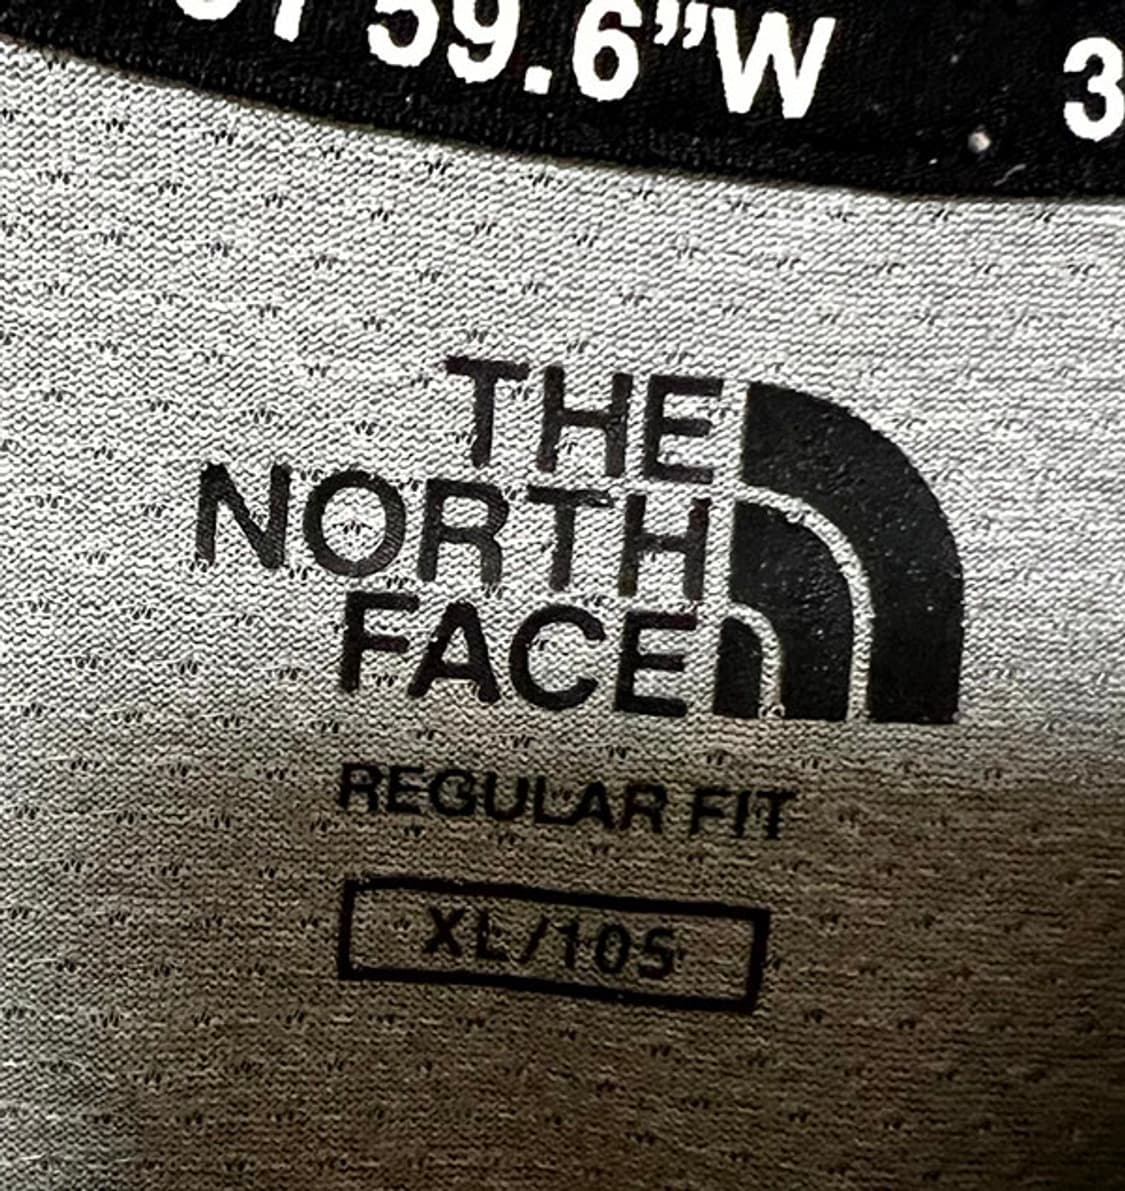 59.6”W 3
THE
NORTH
FACE
REGULAR FIT
XL/105